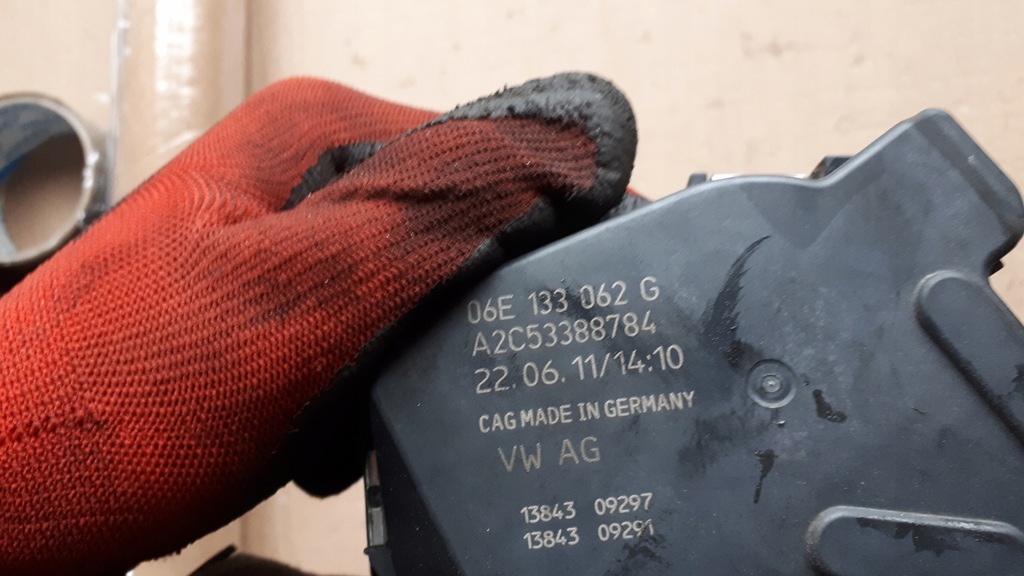 06E 133 062 G
A2C53388784
22.06.11/14:10
CAG MADE IN GERMANY
VW AG
13843 09297
13843 09291